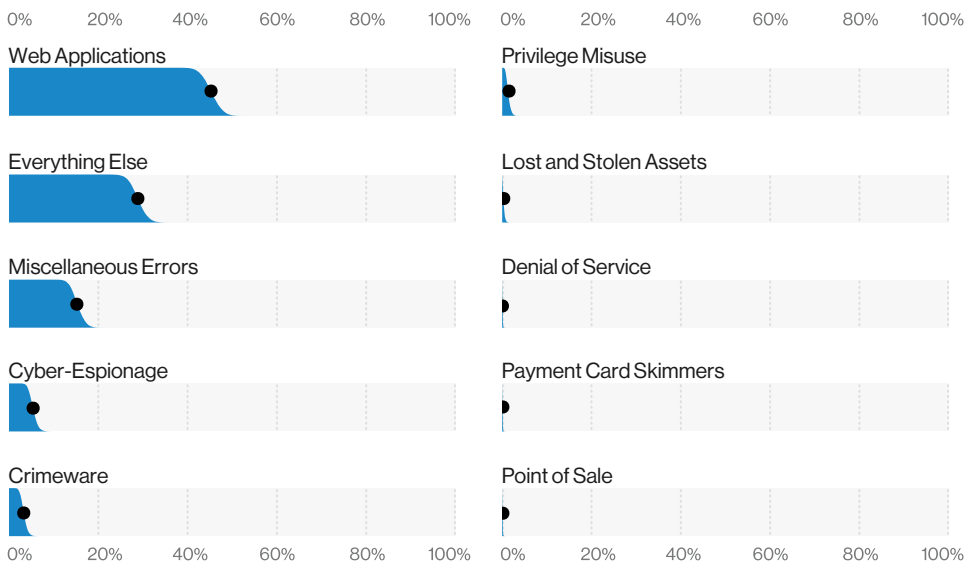 0% 20% 40% 60% 80% 100%
Web Applications
Everything Else
Miscellaneous Errors
Cyber-Espionage
Crimeware
0% 20% 40% 60% 80% 100%
0% 20% 40% 60% 80% 100%
Privilege Misuse
Lost and Stolen Assets
Denial of Service
Payment Card Skimmers
Point of Sale
0% 20% 40% 60% 80% 100%